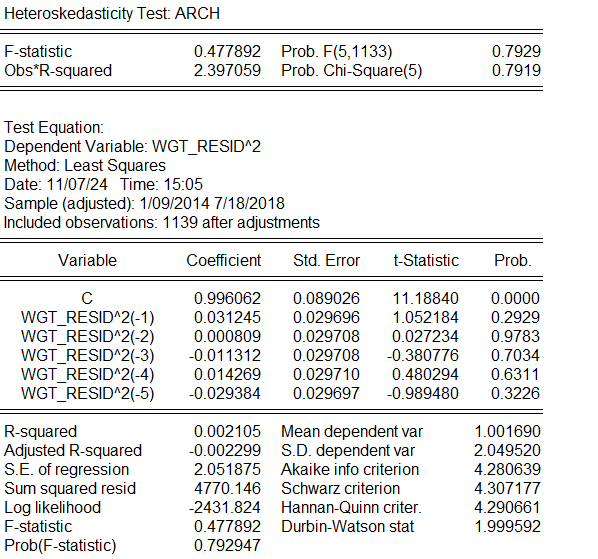 Heteroskedasticity Test: ARCH
F-statistic 0.477892 Prob. F(5,1133) 0.7929
Obs*R-squared 2.397059 Prob. Chi-Square(5) 0.7919
Test Equation:
Dependent Variable: WGT_RESID^2
Method: Least Squares
Date: 11/07/24 Time: 15:05
Sample (adjusted): 1/09/2014 7/18/2018
Included observations: 1139 after adjustments
Variable Coefficient Std. Error t-Statistic Prob.
C 0.996062 0.089026 11.18840 0.0000
WGT_RESID^2(-1) 0.031245 0.029696 1.052184 0.2929
WGT_RESID^2(-2) 0.000809 0.029708 0.027234 0.9783
WGT_RESID^2(-3) -0.011312 0.029708 -0.380776 0.7034
WGT_RESID^2(-4) 0.014269 0.029710 0.480294 0.6311
WGT_RESID^2(-5) -0.029384 0.029697 -0.989480 0.3226
R-squared 0.002105 Mean dependent var 1.001690
Adjusted R-squared -0.002299 S.D. dependent var 2.049520
S.E. of regression 2.051875 Akaike info criterion 4.280639
Sum squared resid 4770.146 Schwarz criterion 4.307177
Log likelihood -2431.824 Hannan-Quinn criter. 4.290661
F-statistic 0.477892 Durbin-Watson stat 1.999592
Prob(F-statistic) 0.792947